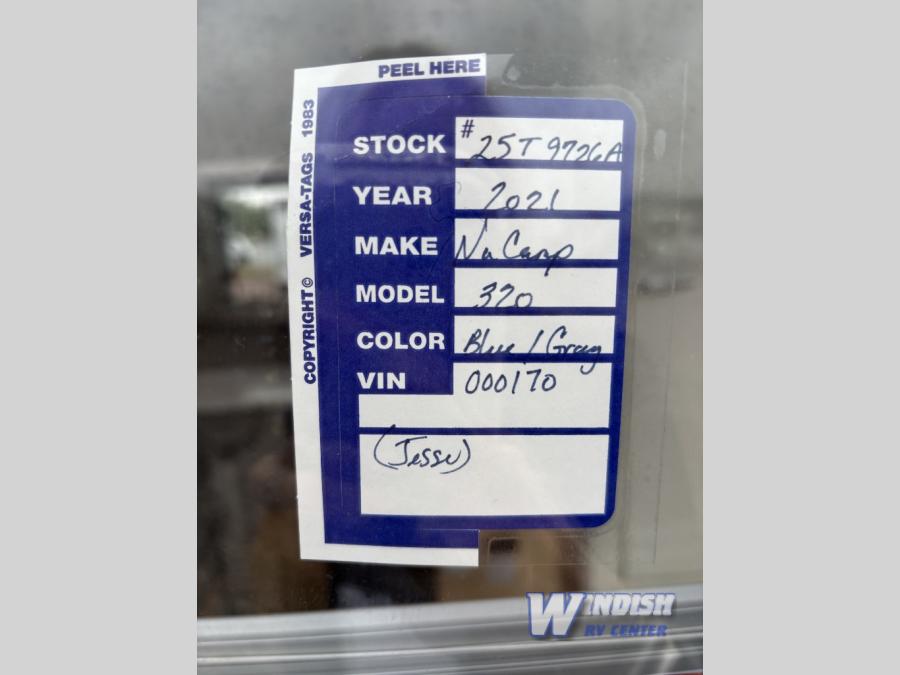 PEEL HERE
COPYRIGHT© VERSA-TAGS 1983
STOCK # 25T9726A
YEAR 2021
MAKE NuCamp
MODEL 320
COLOR Blue / Gray
VIN 000170
(Jesse)
WINDISH
RV CENTER